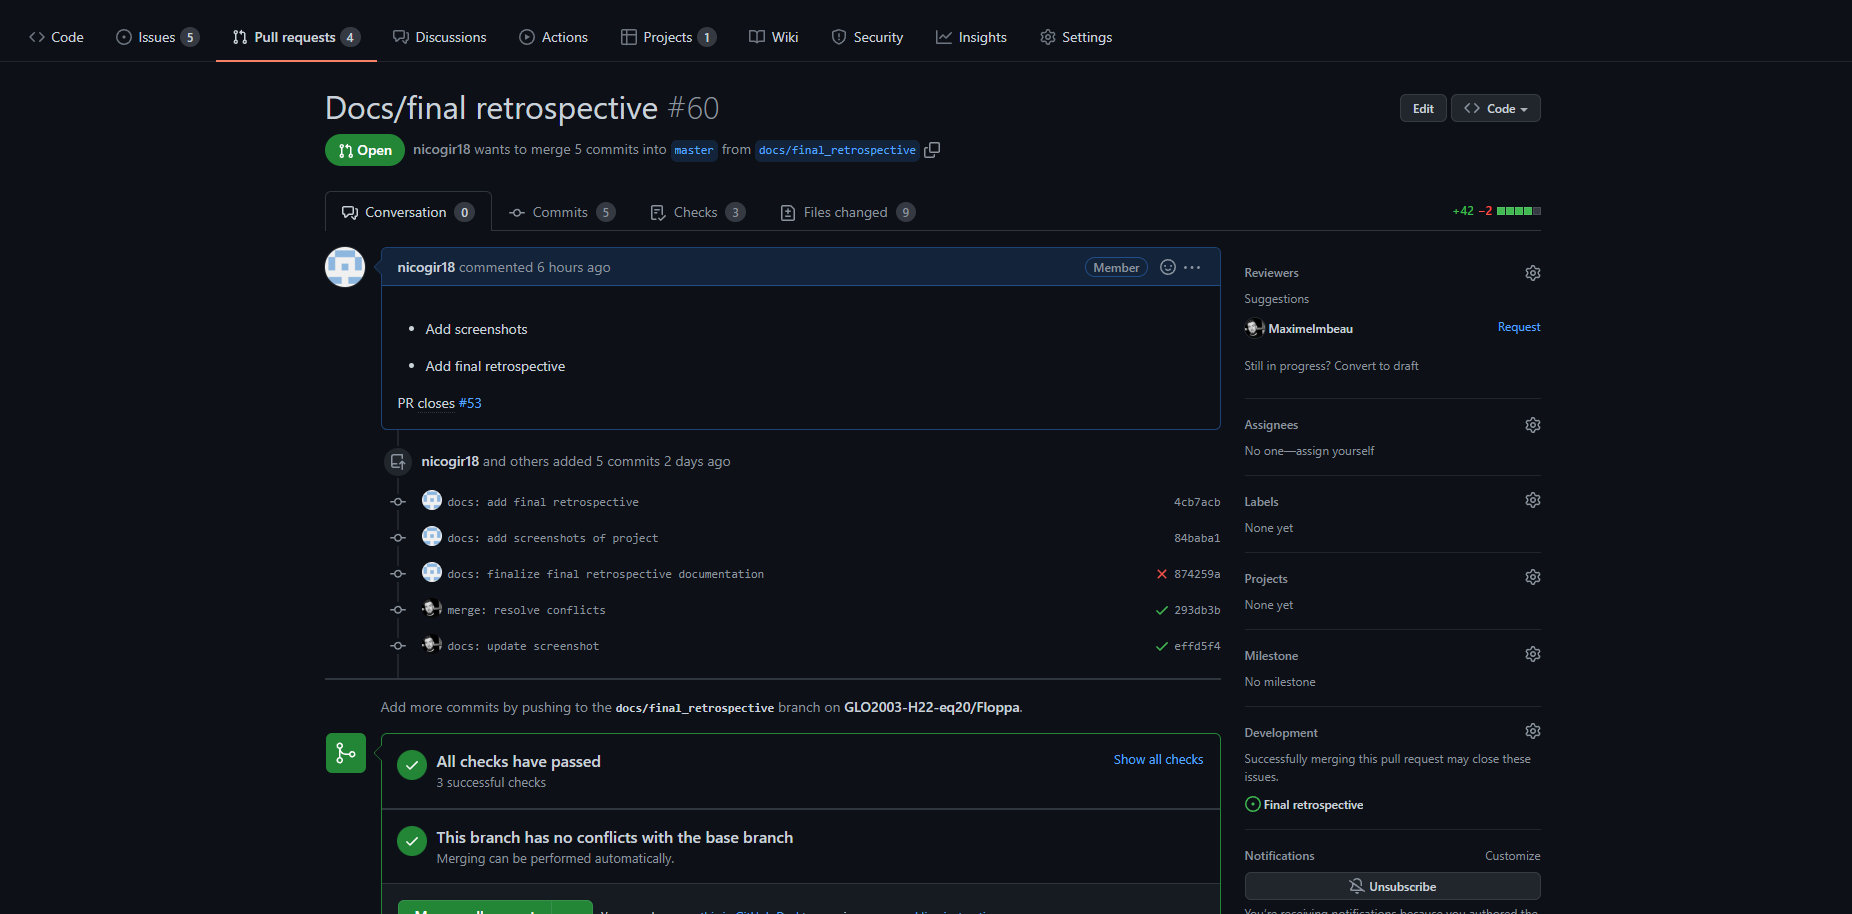 Code Issues 5 Pull requests 4 Discussions Actions Projects 1 Wiki Security Insights Settings
Docs/final retrospective #60
Edit Code
Open nicogir18 wants to merge 5 commits into master from docs/final_retrospective
Conversation 0 Commits 5 Checks 3 Files changed 9
+42 −2
nicogir18 commented 6 hours ago
Member
• Add screenshots
• Add final retrospective
PR closes #53
nicogir18 and others added 5 commits 2 days ago
docs: add final retrospective 4cb7acb
docs: add screenshots of project 84baba1
docs: finalize final retrospective documentation 874259a
merge: resolve conflicts 293db3b
docs: update screenshot effd5f4
Add more commits by pushing to the docs/final_retrospective branch on GLO2003-H22-eq20/Floppa.
All checks have passed
Show all checks
3 successful checks
This branch has no conflicts with the base branch
Merging can be performed automatically.
Reviewers
Suggestions
MaximeImbeau Request
Still in progress? Convert to draft
Assignees
No one—assign yourself
Labels
None yet
Projects
None yet
Milestone
No milestone
Development
Successfully merging this pull request may close these
issues.
Final retrospective
Notifications Customize
Unsubscribe
You're receiving notifications because you authored the